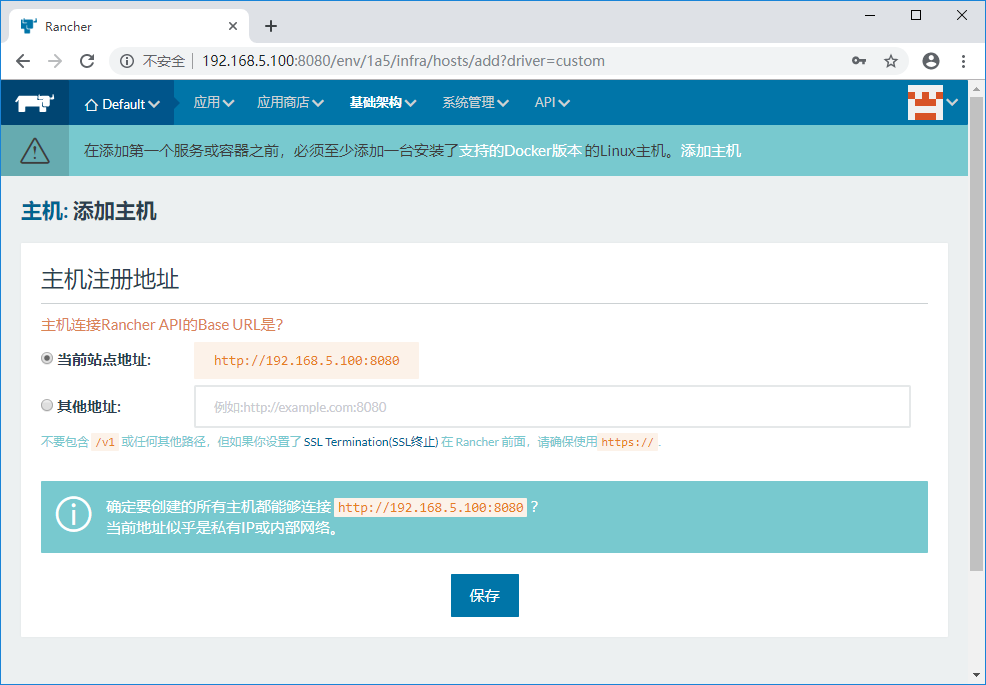 Rancher
不安全 192.168.5.100:8080/env/1a5/infra/hosts/add?driver=custom
Default 应用 应用商店 基础架构 系统管理 API
在添加第一个服务或容器之前，必须至少添加一台安装了支持的Docker版本 的Linux主机。添加主机
主机: 添加主机
主机注册地址
主机连接Rancher API的Base URL是?
当前站点地址: http://192.168.5.100:8080
其他地址: 例如:http://example.com:8080
不要包含 /v1 或任何其他路径，但如果你设置了 SSL Termination(SSL终止) 在 Rancher 前面，请确保使用 https:// .
确定要创建的所有主机都能够连接 http://192.168.5.100:8080 ?
当前地址似乎是私有IP或内部网络。
保存